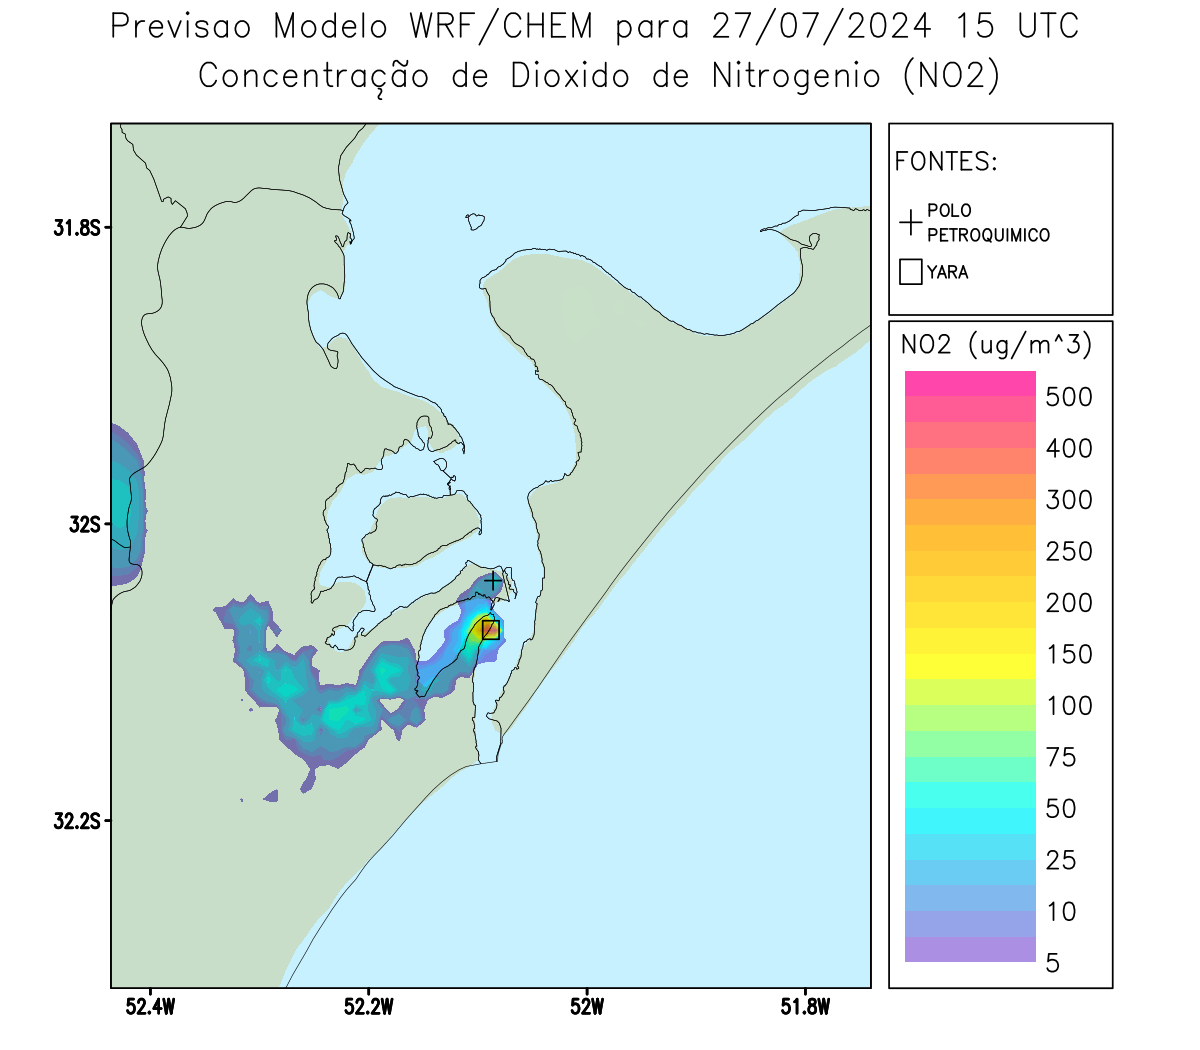 Previsao Modelo WRF/CHEM para 27/07/2024 15 UTC
Concentração de Dioxido de Nitrogenio (NO2)
FONTES:
POLO
PETROQUIMICO
YARA
NO2 (ug/m^3)
500
400
300
250
200
150
100
75
50
25
10
5
31.8S
32S
32.2S
52.4W
52.2W
52W
51.8W